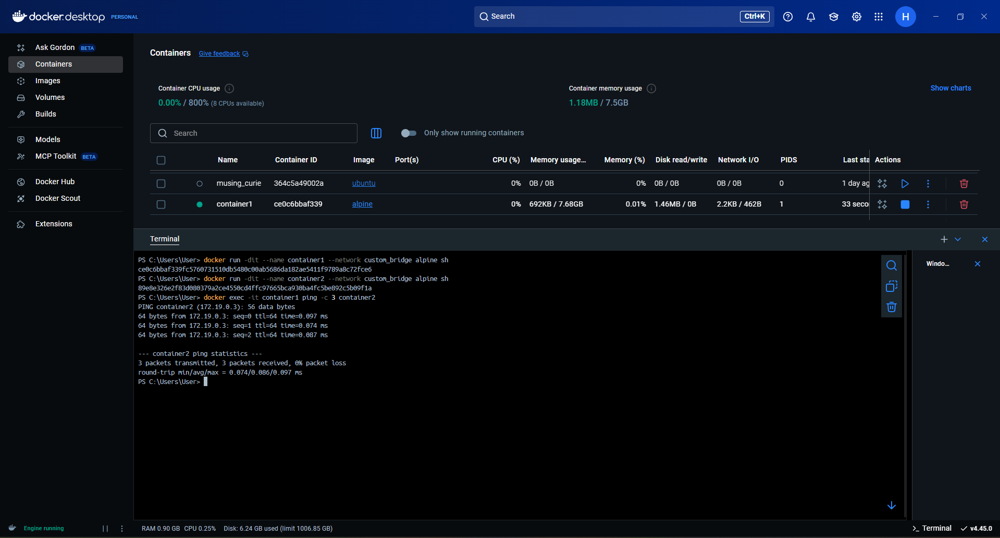 docker.desktop PERSONAL
Search
Ctrl+K
H
Ask Gordon BETA
Containers
Images
Volumes
Builds
Models
MCP Toolkit BETA
Docker Hub
Docker Scout
Extensions
Containers Give feedback
Container CPU usage
0.00% / 800% (8 CPUs available)
Container memory usage
1.18MB / 7.5GB
Show charts
Search
Only show running containers
Name Container ID Image Port(s) CPU (%) Memory usage... Memory (%) Disk read/write Network I/O PIDS Last sta Actions
musing_curie 364c5a49002a ubuntu 0% 0B / 0B 0% 0B / 0B 0B / 0B 0 1 day ag
container1 ce0c6bbaf339 alpine 0% 692KB / 7.68GB 0.01% 1.46MB / 0B 2.2KB / 462B 1 33 seco
Terminal
PS C:\Users\User> docker run -dit --name container1 --network custom_bridge alpine sh
ce0c6bbaf339fc5760731510db5480c00ab5686da182ae5411f9789a8c72fce6
PS C:\Users\User> docker run -dit --name container2 --network custom_bridge alpine sh
89e8e326e2f83d080379a2ce4550cd4ffc97665bca930ba4fc5be892c5b09f1a
PS C:\Users\User> docker exec -it container1 ping -c 3 container2
PING container2 (172.19.0.3): 56 data bytes
64 bytes from 172.19.0.3: seq=0 ttl=64 time=0.097 ms
64 bytes from 172.19.0.3: seq=1 ttl=64 time=0.074 ms
64 bytes from 172.19.0.3: seq=2 ttl=64 time=0.087 ms
--- container2 ping statistics ---
3 packets transmitted, 3 packets received, 0% packet loss
round-trip min/avg/max = 0.074/0.086/0.097 ms
PS C:\Users\User>
Windo...
Engine running
RAM 0.90 GB CPU 0.25% Disk: 6.24 GB used (limit 1006.85 GB)
Terminal
v4.45.0